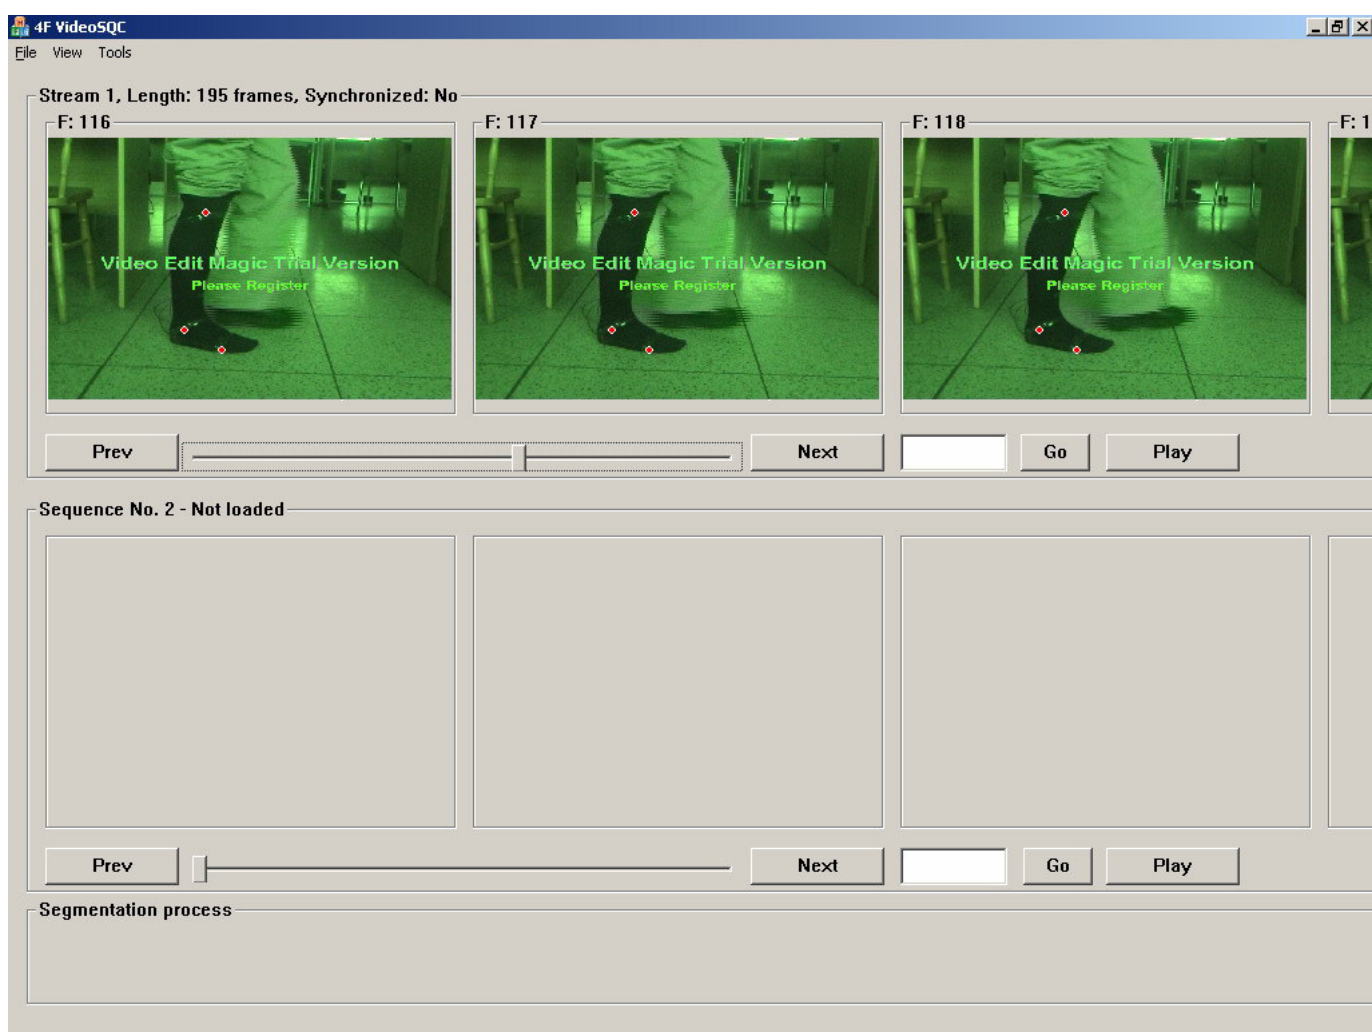 4F VideoSQC
File View Tools
Stream 1, Length: 195 frames, Synchronized: No
F: 116
F: 117
F: 118
F: 1
Video Edit Magic Trial Version
Please Register
Video Edit Magic Trial Version
Please Register
Video Edit Magic Trial Version
Please Register
Prev
Next
Go
Play
Sequence No. 2 - Not loaded
Prev
Next
Go
Play
Segmentation process